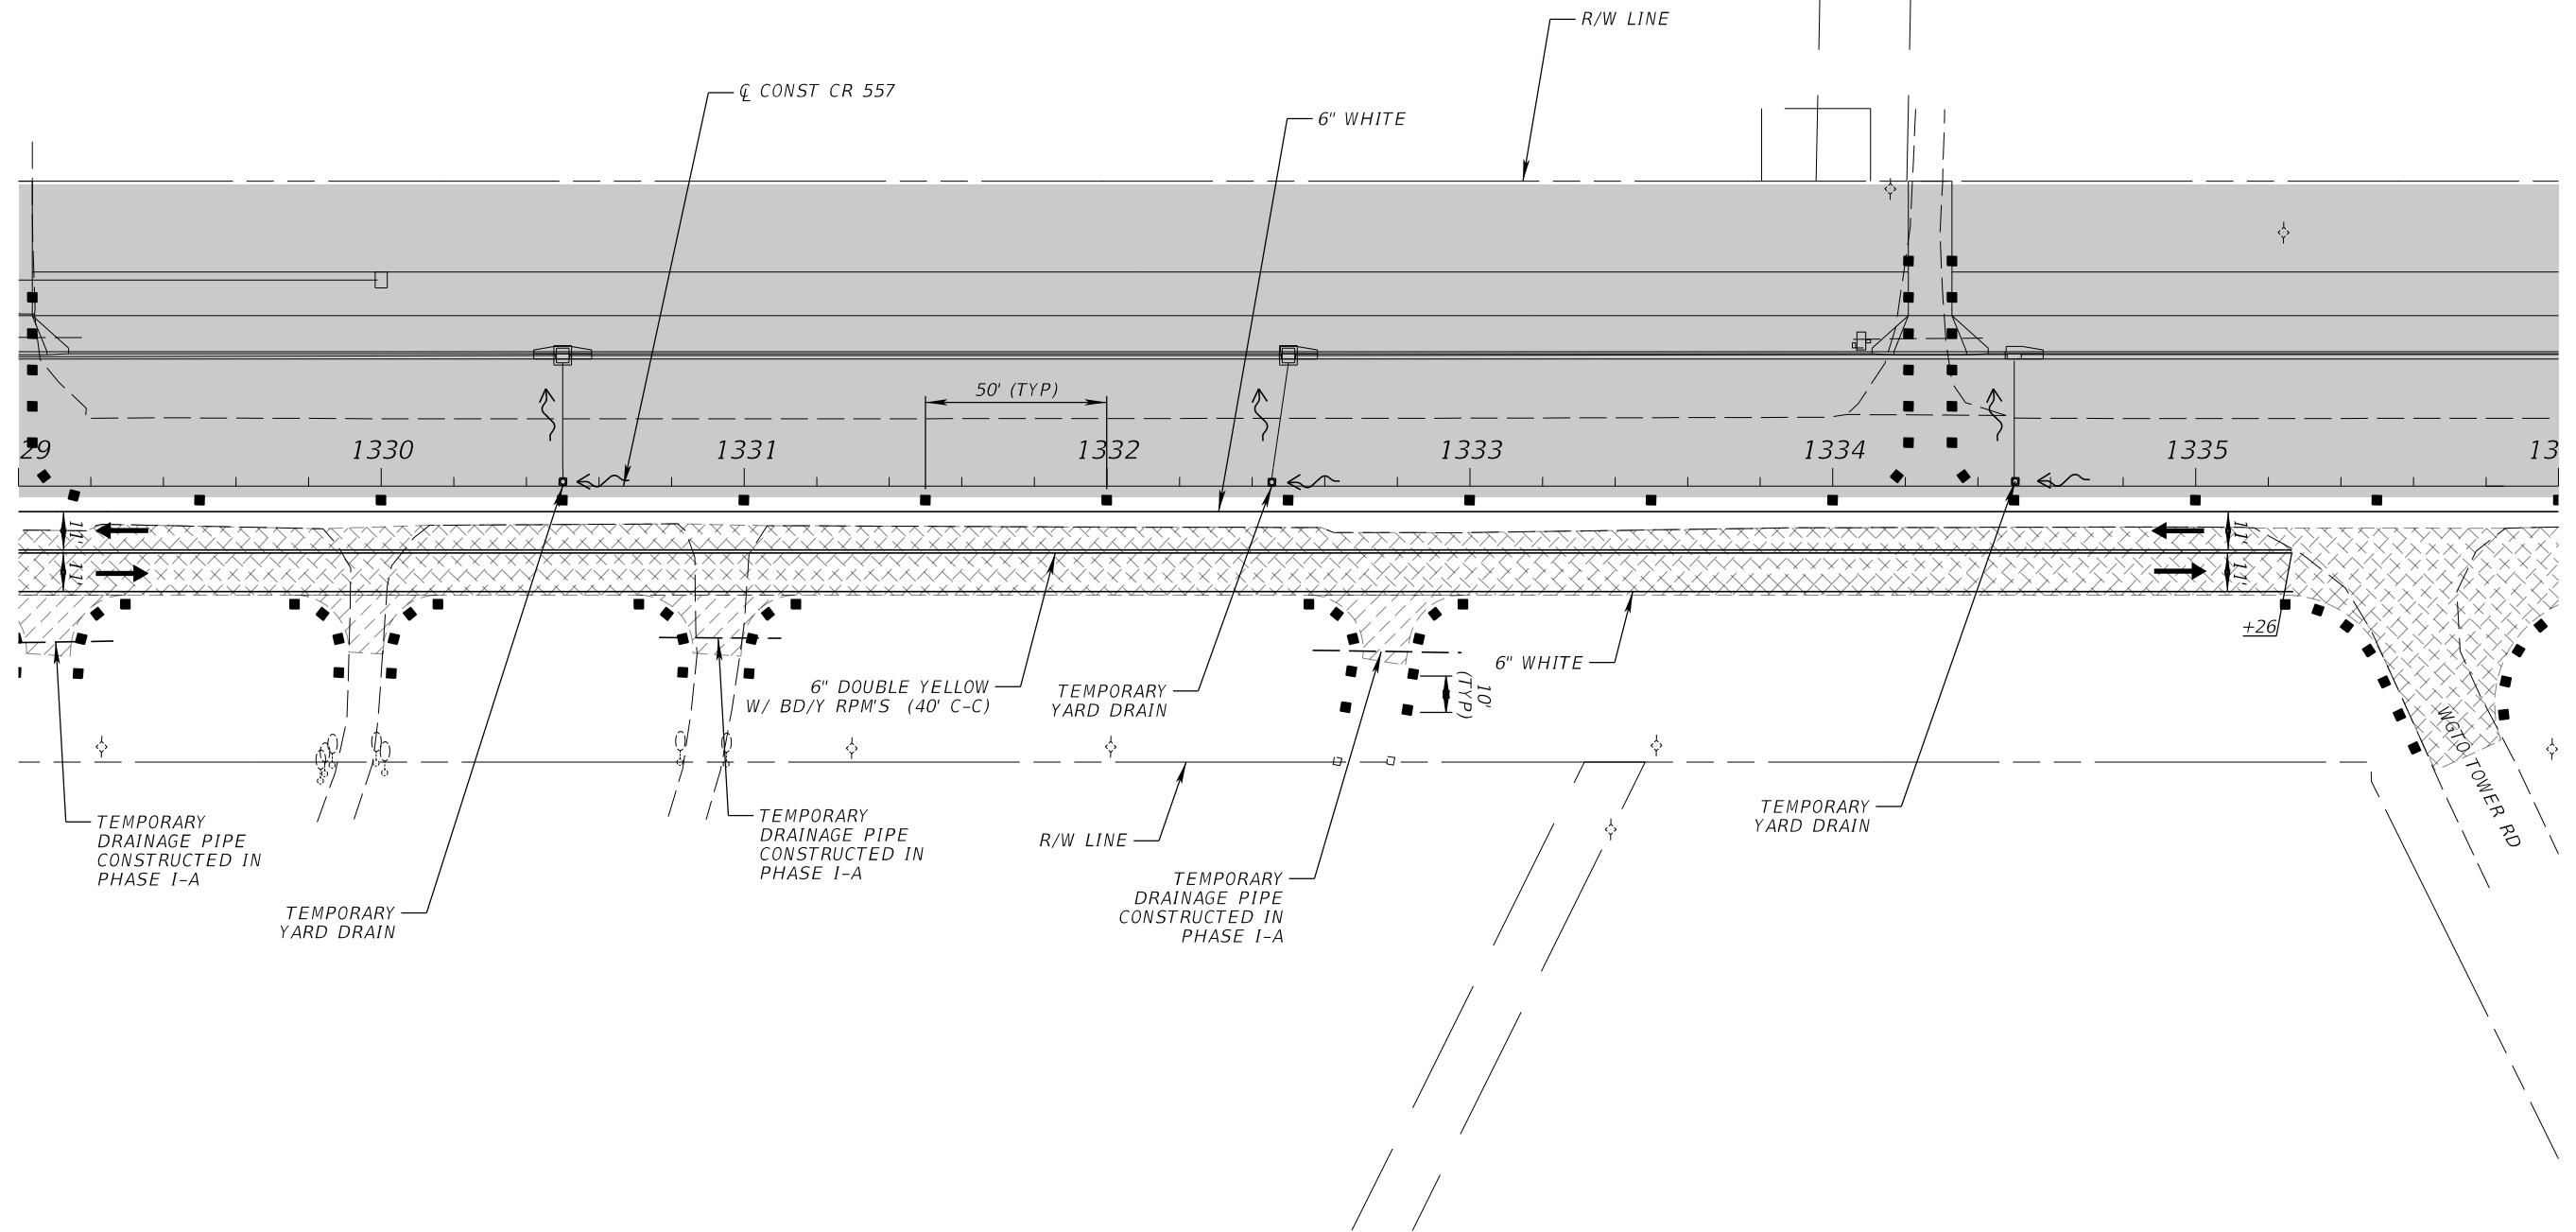 R/W LINE
℄ CONST CR 557
6" WHITE
50' (TYP)
29
1330
1331
1332
1333
1334
1335
13
11'
11'
11'
11'
+26
6" WHITE
10'
(TYP)
6" DOUBLE YELLOW
W/ BD/Y RPM'S (40' C-C)
TEMPORARY
YARD DRAIN
WGTO TOWER RD
TEMPORARY
DRAINAGE PIPE
CONSTRUCTED IN
PHASE I-A
TEMPORARY
DRAINAGE PIPE
CONSTRUCTED IN
PHASE I-A
R/W LINE
TEMPORARY
YARD DRAIN
TEMPORARY
DRAINAGE PIPE
CONSTRUCTED IN
PHASE I-A
TEMPORARY
YARD DRAIN